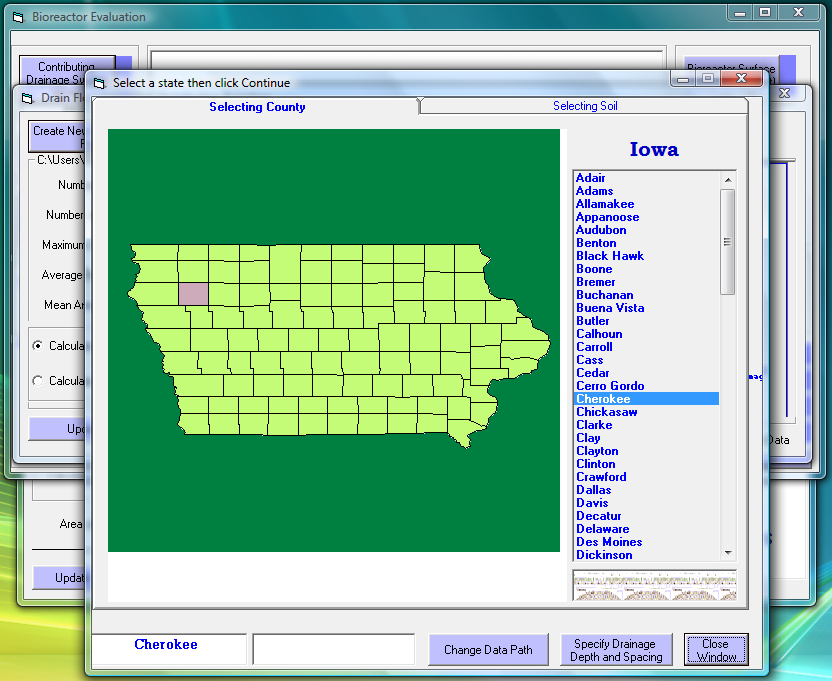 Bioreactor Evaluation
Contributing
Drainage Sy
Bioreactor Surface
Select a state then click Continue
Drain Fl
Selecting County
Selecting Soil
Create New
C:\Users\
Numb
Number
Maximum
Average
Mean A
Calcula
Calcula
Up
Area
Updat
Data
Iowa
Adair
Adams
Allamakee
Appanoose
Audubon
Benton
Black Hawk
Boone
Bremer
Buchanan
Buena Vista
Butler
Calhoun
Carroll
Cass
Cedar
Cerro Gordo
Cherokee
Chickasaw
Clarke
Clay
Clayton
Clinton
Crawford
Dallas
Davis
Decatur
Delaware
Des Moines
Dickinson
Cherokee
Change Data Path
Specify Drainage
Depth and Spacing
Close
Window